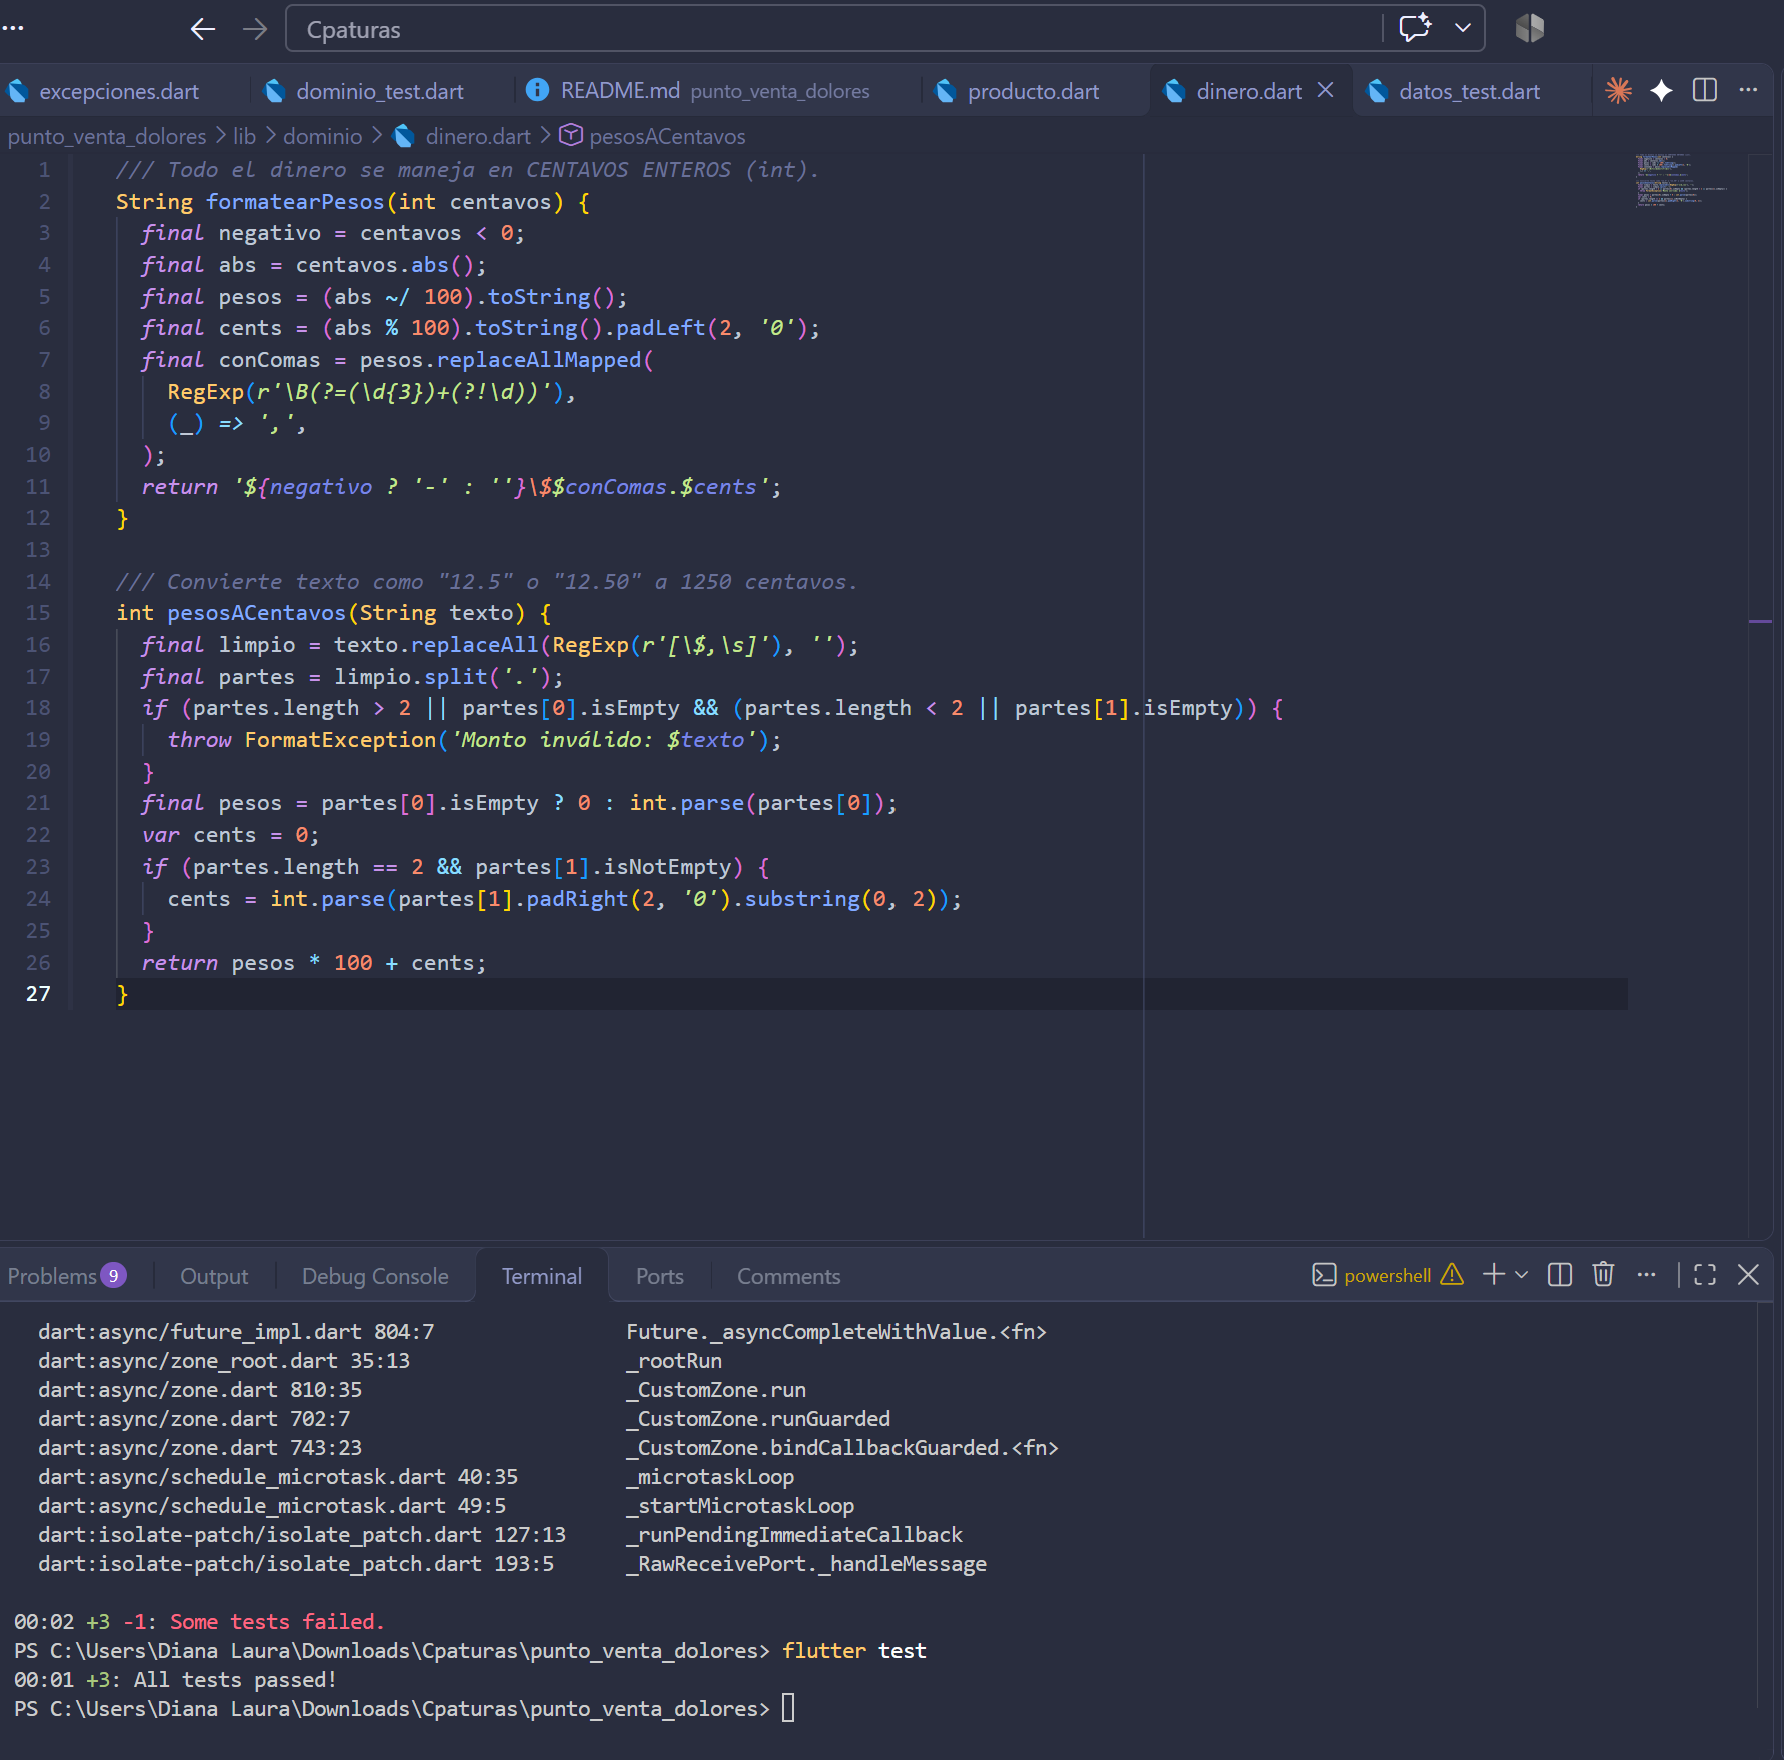 Cpaturas
excepciones.dart dominio_test.dart README.md punto_venta_dolores producto.dart dinero.dart datos_test.dart
punto_venta_dolores > lib > dominio > dinero.dart > pesosACentavos
1 /// Todo el dinero se maneja en CENTAVOS ENTEROS (int).
2 String formatearPesos(int centavos) {
3 final negativo = centavos < 0;
4 final abs = centavos.abs();
5 final pesos = (abs ~/ 100).toString();
6 final cents = (abs % 100).toString().padLeft(2, '0');
7 final conComas = pesos.replaceAllMapped(
8 RegExp(r'\B(?=(\d{3})+(?!\d))'),
9 (_) => ',',
10 );
11 return '${negativo ? '-' : ''}\$$conComas.$cents';
12 }
13
14 /// Convierte texto como "12.5" o "12.50" a 1250 centavos.
15 int pesosACentavos(String texto) {
16 final limpio = texto.replaceAll(RegExp(r'[\$,\s]'), '');
17 final partes = limpio.split('.');
18 if (partes.length > 2 || partes[0].isEmpty && (partes.length < 2 || partes[1].isEmpty)) {
19 throw FormatException('Monto inválido: $texto');
20 }
21 final pesos = partes[0].isEmpty ? 0 : int.parse(partes[0]);
22 var cents = 0;
23 if (partes.length == 2 && partes[1].isNotEmpty) {
24 cents = int.parse(partes[1].padRight(2, '0').substring(0, 2));
25 }
26 return pesos * 100 + cents;
27 }
Problems 9 Output Debug Console Terminal Ports Comments powershell
dart:async/future_impl.dart 804:7 Future._asyncCompleteWithValue.<fn>
dart:async/zone_root.dart 35:13 _rootRun
dart:async/zone.dart 810:35 _CustomZone.run
dart:async/zone.dart 702:7 _CustomZone.runGuarded
dart:async/zone.dart 743:23 _CustomZone.bindCallbackGuarded.<fn>
dart:async/schedule_microtask.dart 40:35 _microtaskLoop
dart:async/schedule_microtask.dart 49:5 _startMicrotaskLoop
dart:isolate-patch/isolate_patch.dart 127:13 _runPendingImmediateCallback
dart:isolate-patch/isolate_patch.dart 193:5 _RawReceivePort._handleMessage
00:02 +3 -1: Some tests failed.
PS C:\Users\Diana Laura\Downloads\Cpaturas\punto_venta_dolores> flutter test
00:01 +3: All tests passed!
PS C:\Users\Diana Laura\Downloads\Cpaturas\punto_venta_dolores>